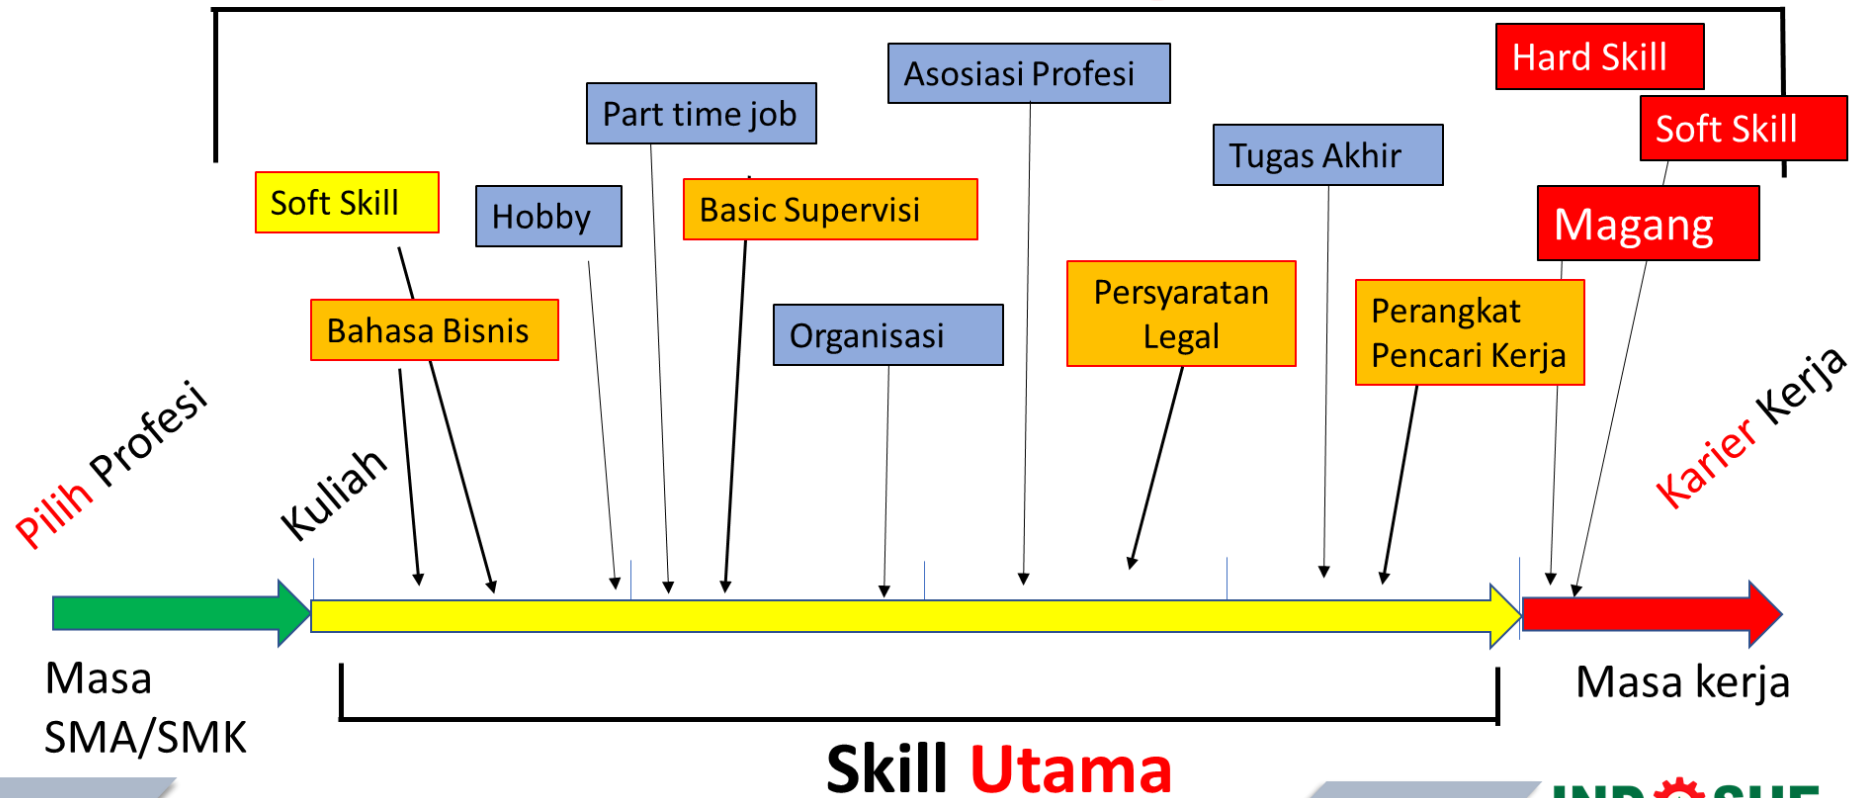 Hard Skill
Asosiasi Profesi
Part time job
Soft Skill
Tugas Akhir
Soft Skill
Hobby
Basic Supervisi
Magang
Bahasa Bisnis
Organisasi
Persyaratan
Legal
Perangkat
Pencari Kerja
Pilih Profesi
Kuliah
Karier Kerja
Masa
SMA/SMK
Masa kerja
Skill Utama